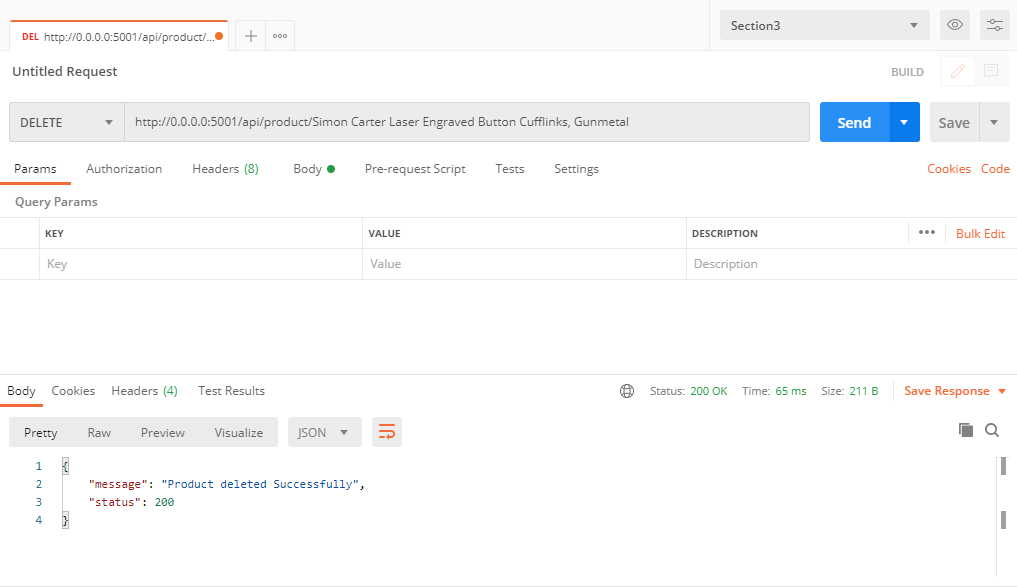 DEL http://0.0.0.0:5001/api/product/...
Section3
Untitled Request
BUILD
DELETE
http://0.0.0.0:5001/api/product/Simon Carter Laser Engraved Button Cufflinks, Gunmetal
Send
Save
Params Authorization Headers (8) Body Pre-request Script Tests Settings Cookies Code
Query Params
KEY VALUE DESCRIPTION Bulk Edit
Key Value Description
Body Cookies Headers (4) Test Results Status: 200 OK Time: 65 ms Size: 211 B Save Response
Pretty Raw Preview Visualize JSON
1 {
2 "message": "Product deleted Successfully",
3 "status": 200
4 }